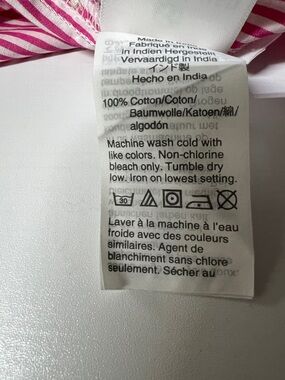 Made in India
Fabriqué en Inde
in Indien Hergestellt
Vervaardigd in India
インド製
Hecho en India
100% Cotton/Coton/
Baumwolle/Katoen/綿/
algodón
Machine wash cold with
like colors. Non-chlorine
bleach only. Tumble dry
low. Iron on lowest setting.
30
Laver à la machine à l'eau
froide avec des couleurs
similaires. Agent de
blanchiment sans chlore
seulement. Sécher au